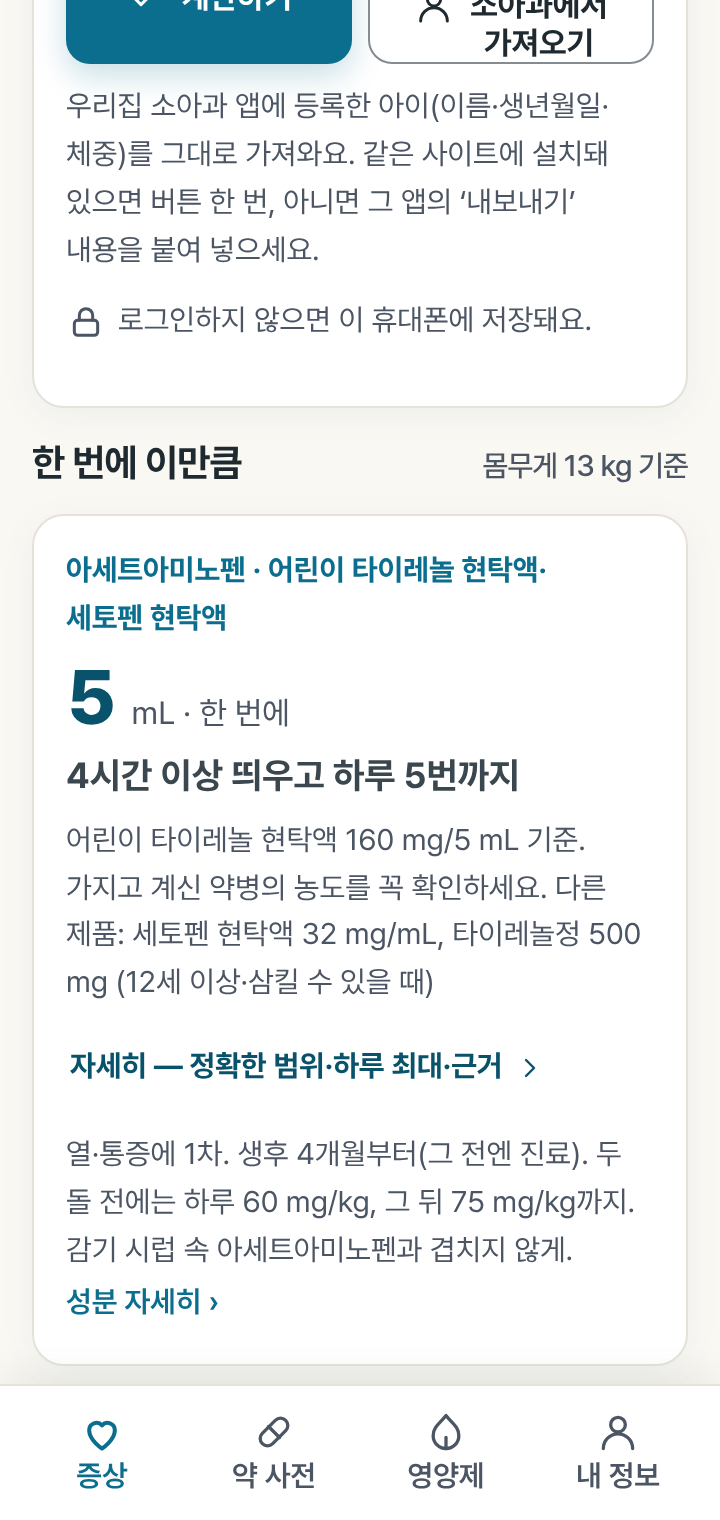 계산하기
소아과에서
가져오기
우리집 소아과 앱에 등록한 아이(이름·생년월일·
체중)를 그대로 가져와요. 같은 사이트에 설치돼
있으면 버튼 한 번, 아니면 그 앱의 ‘내보내기’
내용을 붙여 넣으세요.
로그인하지 않으면 이 휴대폰에 저장돼요.
한 번에 이만큼
몸무게 13 kg 기준
아세트아미노펜 · 어린이 타이레놀 현탁액·
세토펜 현탁액
5 mL · 한 번에
4시간 이상 띄우고 하루 5번까지
어린이 타이레놀 현탁액 160 mg/5 mL 기준.
가지고 계신 약병의 농도를 꼭 확인하세요. 다른
제품: 세토펜 현탁액 32 mg/mL, 타이레놀정 500
mg (12세 이상·삼킬 수 있을 때)
자세히 — 정확한 범위·하루 최대·근거 >
열·통증에 1차. 생후 4개월부터(그 전엔 진료). 두
돌 전에는 하루 60 mg/kg, 그 뒤 75 mg/kg까지.
감기 시럽 속 아세트아미노펜과 겹치지 않게.
성분 자세히 ›
증상
약 사전
영양제
내 정보